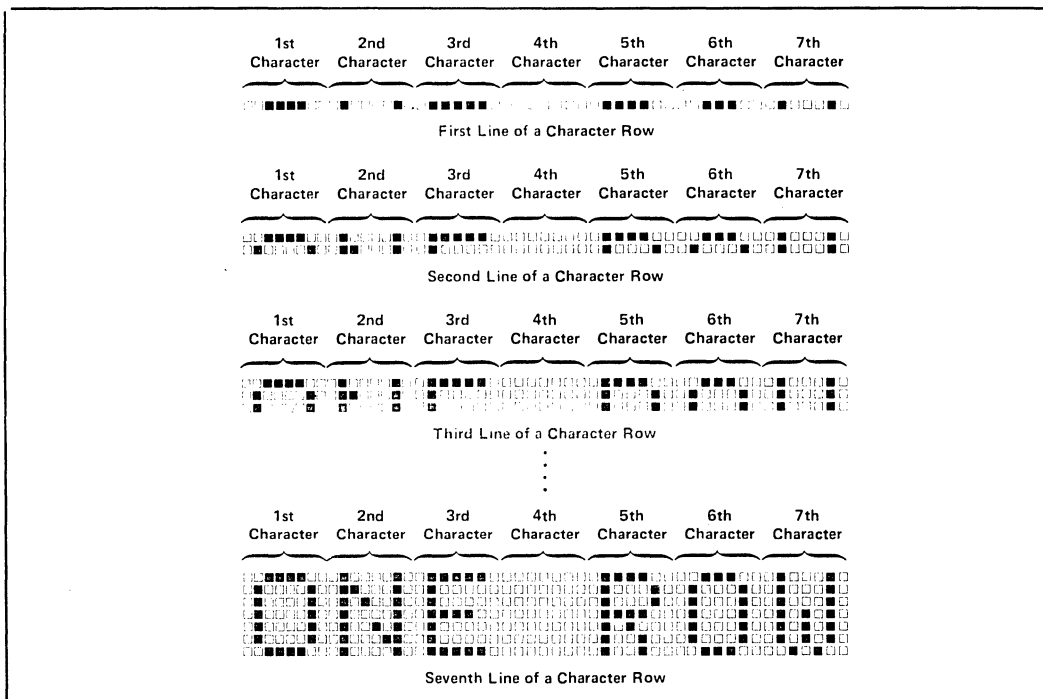 1st 2nd 3rd 4th 5th 6th 7th
Character Character Character Character Character Character Character
First Line of a Character Row
1st 2nd 3rd 4th 5th 6th 7th
Character Character Character Character Character Character Character
Second Line of a Character Row
1st 2nd 3rd 4th 5th 6th 7th
Character Character Character Character Character Character Character
Third Line of a Character Row
1st 2nd 3rd 4th 5th 6th 7th
Character Character Character Character Character Character Character
ONE ROW
Seventh Line of a Character Row